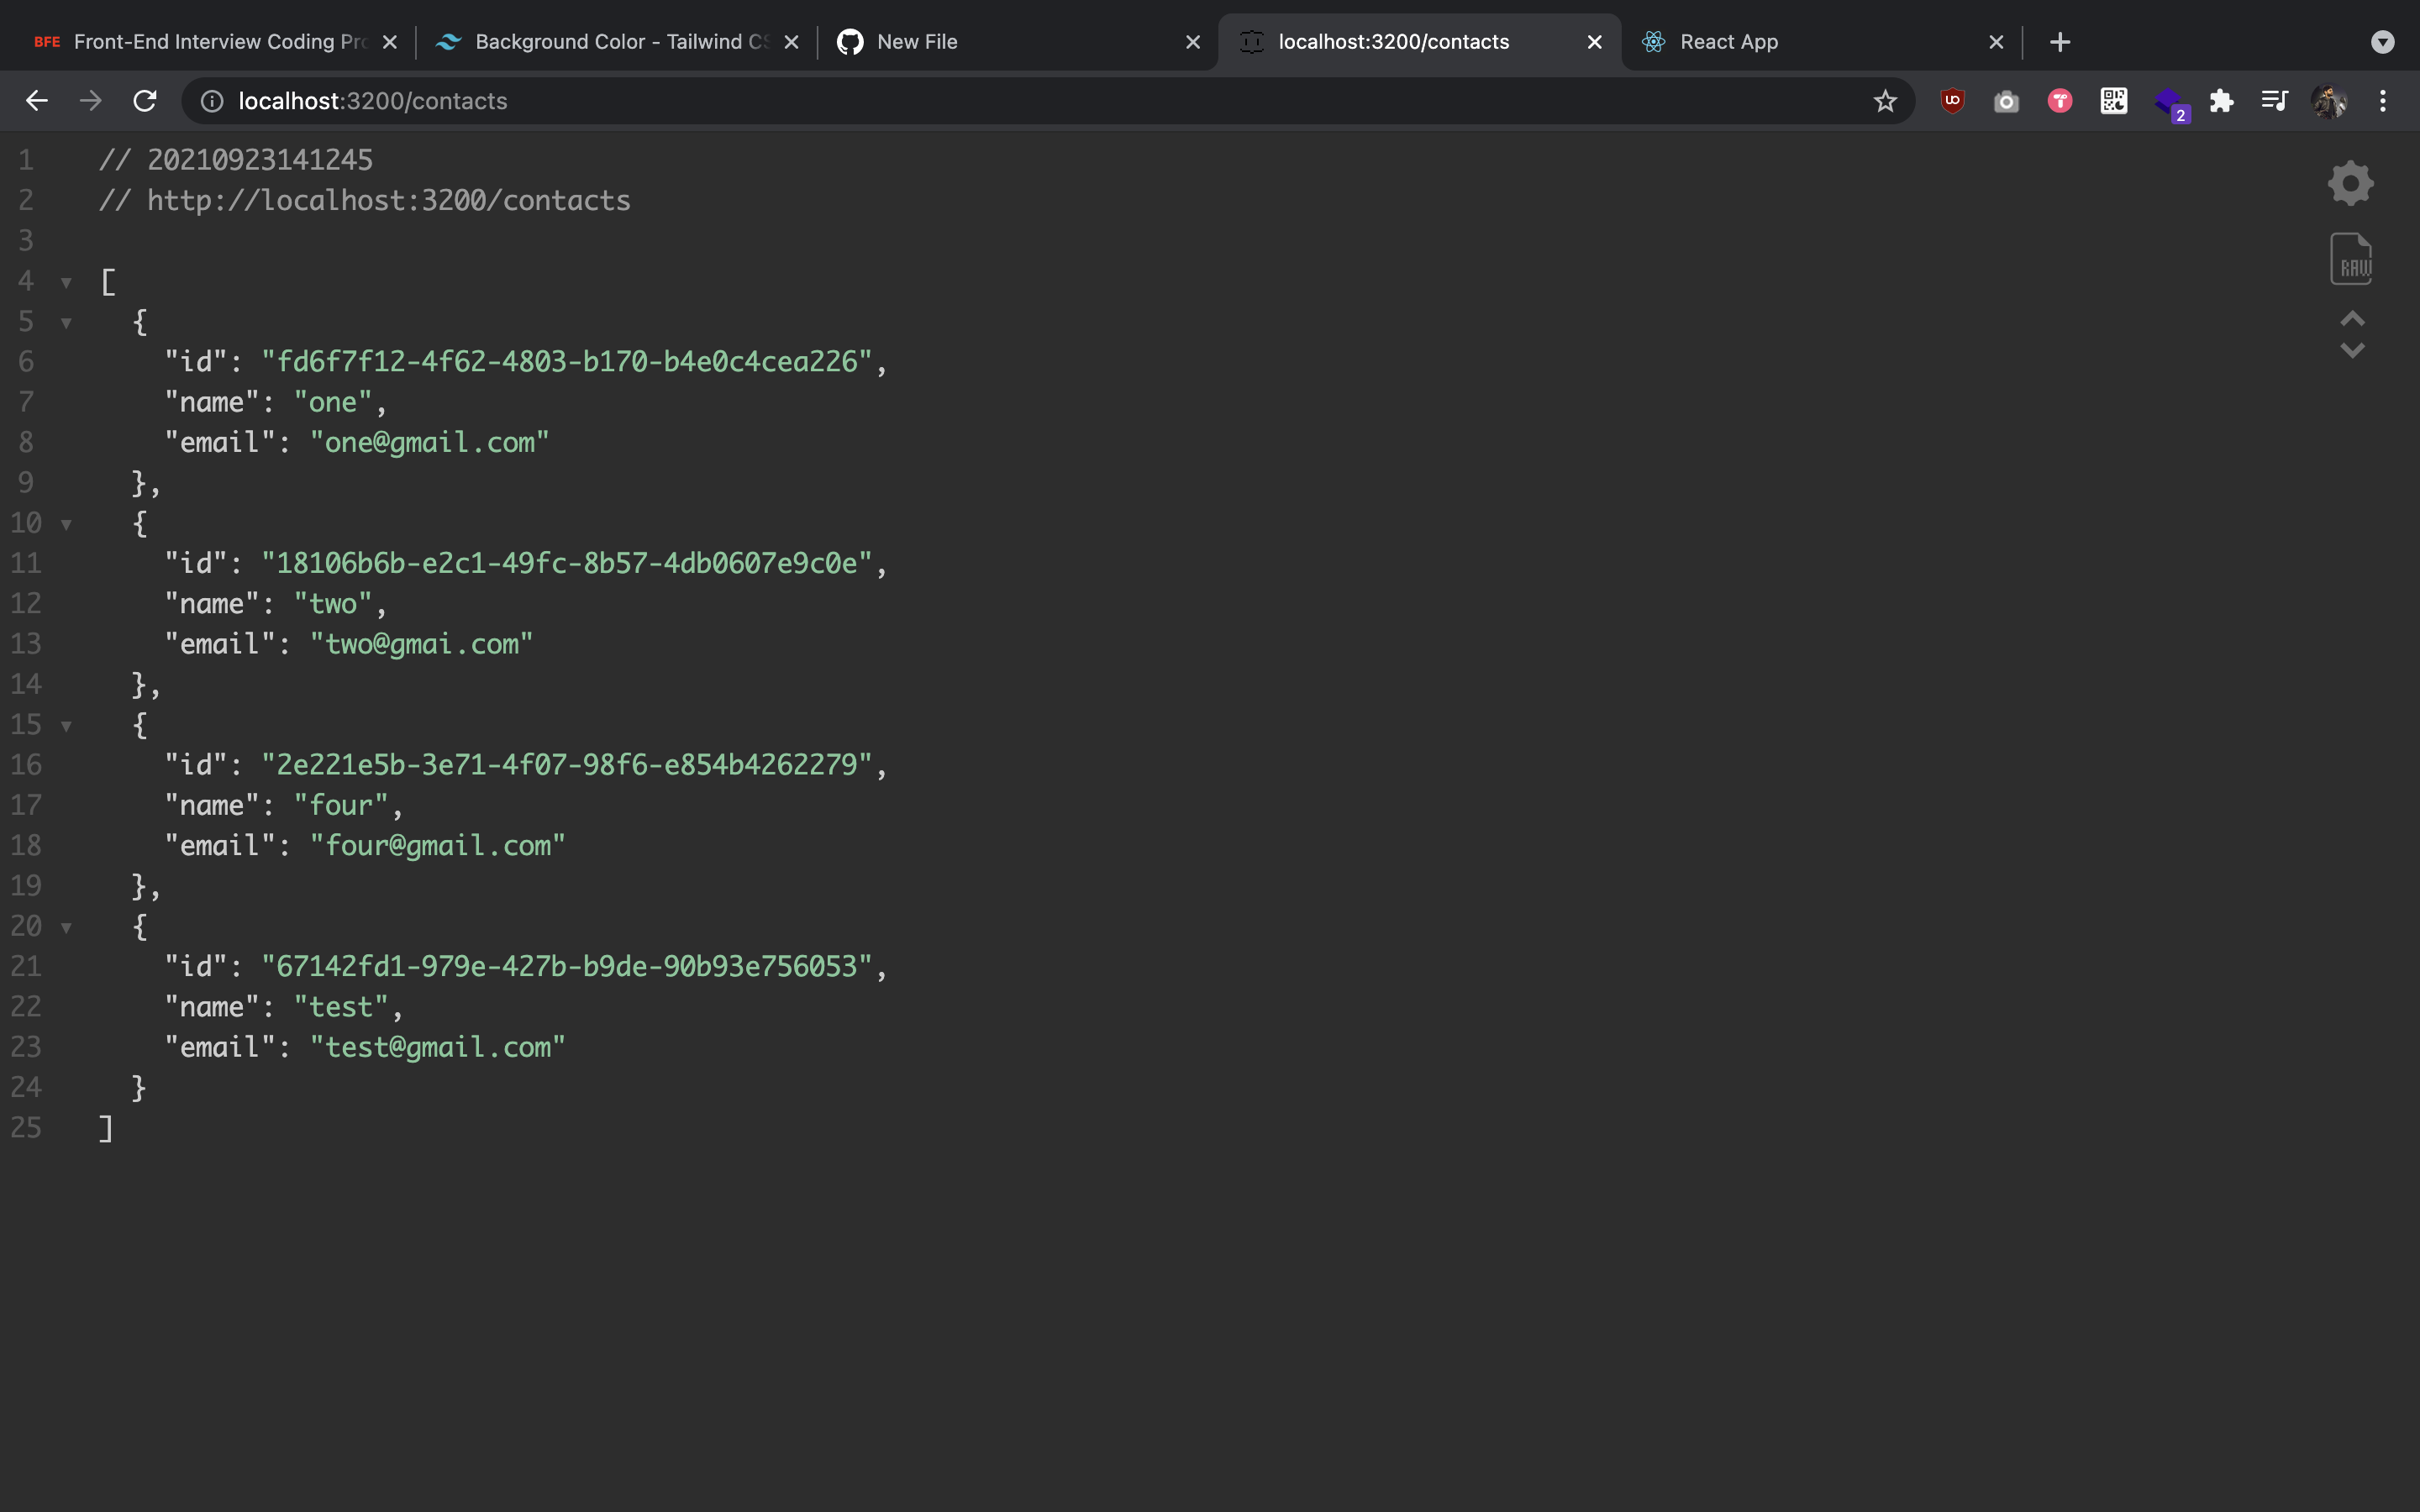 BFE Front-End Interview Coding Pro
Background Color - Tailwind CS
New File
localhost:3200/contacts
React App
localhost:3200/contacts
UO
2
1 // 20210923141245
2 // http://localhost:3200/contacts
3
4 [
5 {
6 "id": "fd6f7f12-4f62-4803-b170-b4e0c4cea226",
7 "name": "one",
8 "email": "one@gmail.com"
9 },
10 {
11 "id": "18106b6b-e2c1-49fc-8b57-4db0607e9c0e",
12 "name": "two",
13 "email": "two@gmai.com"
14 },
15 {
16 "id": "2e221e5b-3e71-4f07-98f6-e854b4262279",
17 "name": "four",
18 "email": "four@gmail.com"
19 },
20 {
21 "id": "67142fd1-979e-427b-b9de-90b93e756053",
22 "name": "test",
23 "email": "test@gmail.com"
24 }
25 ]
RAW